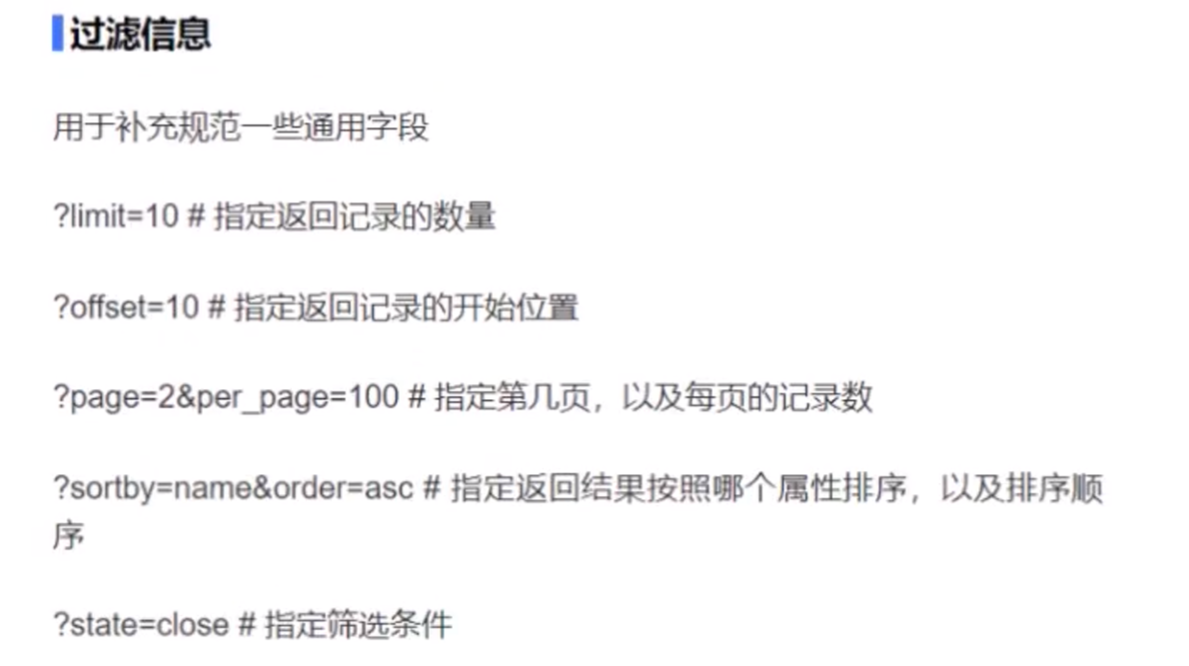 过滤信息
用于补充规范一些通用字段
?limit=10 # 指定返回记录的数量
?offset=10 # 指定返回记录的开始位置
?page=2&per_page=100 # 指定第几页，以及每页的记录数
?sortby=name&order=asc # 指定返回结果按照哪个属性排序，以及排序顺
序
?state=close # 指定筛选条件